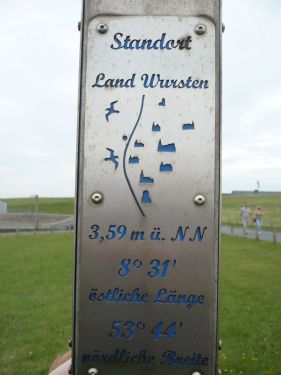 Standort
Land Wursten
3,59 m ü. NN
8° 31'
östliche Länge
53° 44'
nördliche Breite